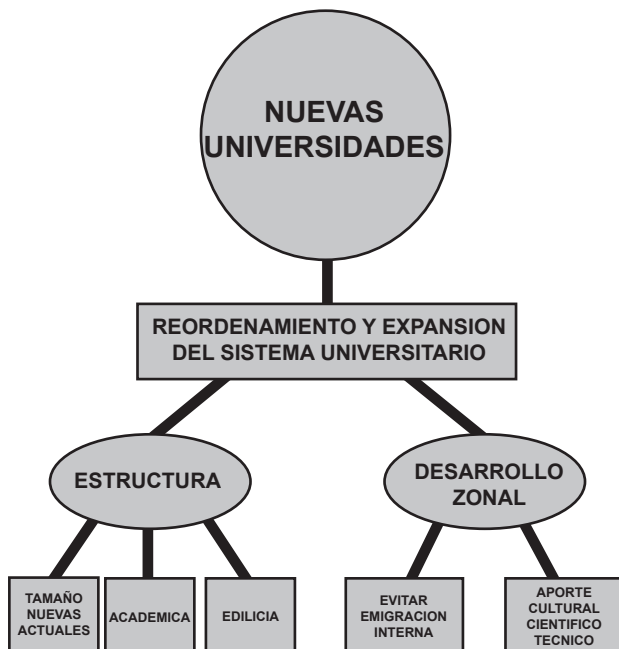 NUEVAS
UNIVERSIDADES
REORDENAMIENTO Y EXPANSION
DEL SISTEMA UNIVERSITARIO
ESTRUCTURA
DESARROLLO
ZONAL
TAMAÑO
NUEVAS
ACTUALES
ACADEMICA
EDILICIA
EVITAR
EMIGRACION
INTERNA
APORTE
CULTURAL
CIENTIFICO
TECNICO